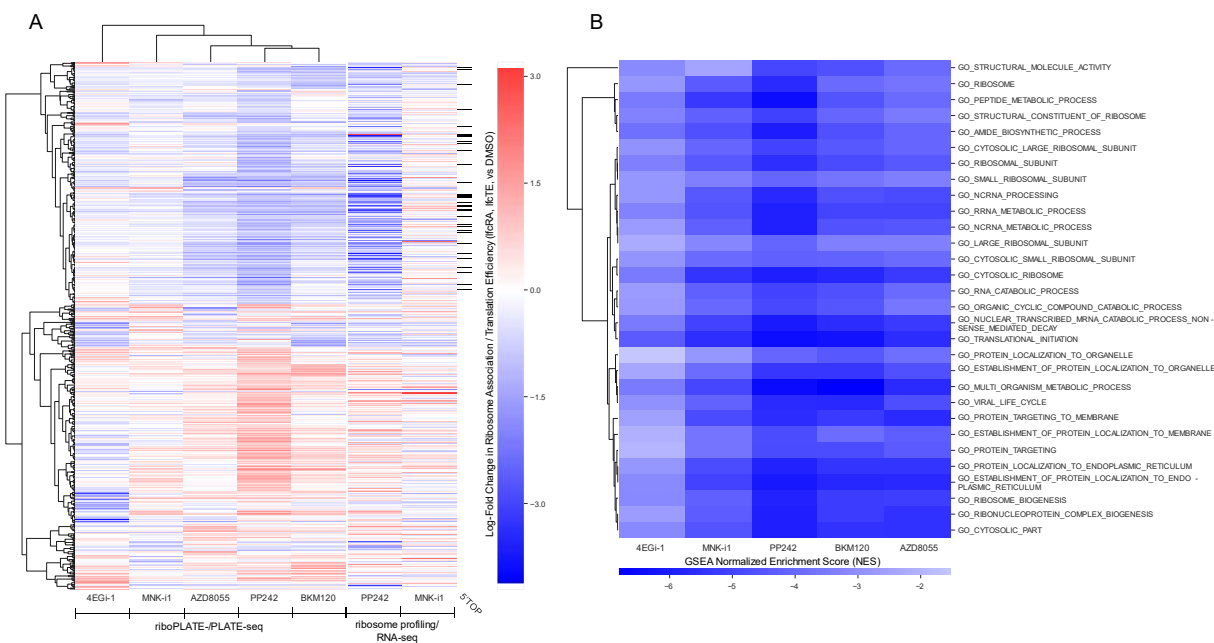 A
B
3.0
1.5
0.0
−1.5
−3.0
Log-Fold Change in Ribosome Association / Translation Efficiency (lfcRA, lfcTE, vs DMSO)
4EGi-1
MNK-i1
AZD8055
PP242
BKM120
PP242
MNK-i1
5'TOP
riboPLATE-/PLATE-seq
ribosome profiling/
RNA-seq
GO_STRUCTURAL_MOLECULE_ACTIVITY
GO_RIBOSOME
GO_PEPTIDE_METABOLIC_PROCESS
GO_STRUCTURAL_CONSTITUENT_OF_RIBOSOME
GO_AMIDE_BIOSYNTHETIC_PROCESS
GO_CYTOSOLIC_LARGE_RIBOSOMAL_SUBUNIT
GO_RIBOSOMAL_SUBUNIT
GO_SMALL_RIBOSOMAL_SUBUNIT
GO_NCRNA_PROCESSING
GO_RRNA_METABOLIC_PROCESS
GO_NCRNA_METABOLIC_PROCESS
GO_LARGE_RIBOSOMAL_SUBUNIT
GO_CYTOSOLIC_SMALL_RIBOSOMAL_SUBUNIT
GO_CYTOSOLIC_RIBOSOME
GO_RNA_CATABOLIC_PROCESS
GO_ORGANIC_CYCLIC_COMPOUND_CATABOLIC_PROCESS
GO_NUCLEAR_TRANSCRIBED_MRNA_CATABOLIC_PROCESS_NON-
SENSE_MEDIATED_DECAY
GO_TRANSLATIONAL_INITIATION
GO_PROTEIN_LOCALIZATION_TO_ORGANELLE
GO_ESTABLISHMENT_OF_PROTEIN_LOCALIZATION_TO_ORGANELLE
GO_MULTI_ORGANISM_METABOLIC_PROCESS
GO_VIRAL_LIFE_CYCLE
GO_PROTEIN_TARGETING_TO_MEMBRANE
GO_ESTABLISHMENT_OF_PROTEIN_LOCALIZATION_TO_MEMBRANE
GO_PROTEIN_TARGETING
GO_PROTEIN_LOCALIZATION_TO_ENDOPLASMIC_RETICULUM
GO_ESTABLISHMENT_OF_PROTEIN_LOCALIZATION_TO_ENDO-
PLASMIC_RETICULUM
GO_RIBOSOME_BIOGENESIS
GO_RIBONUCLEOPROTEIN_COMPLEX_BIOGENESIS
GO_CYTOSOLIC_PART
4EGi-1
MNK-i1
PP242
BKM120
AZD8055
GSEA Normalized Enrichment Score (NES)
−6
−5
−4
−3
−2